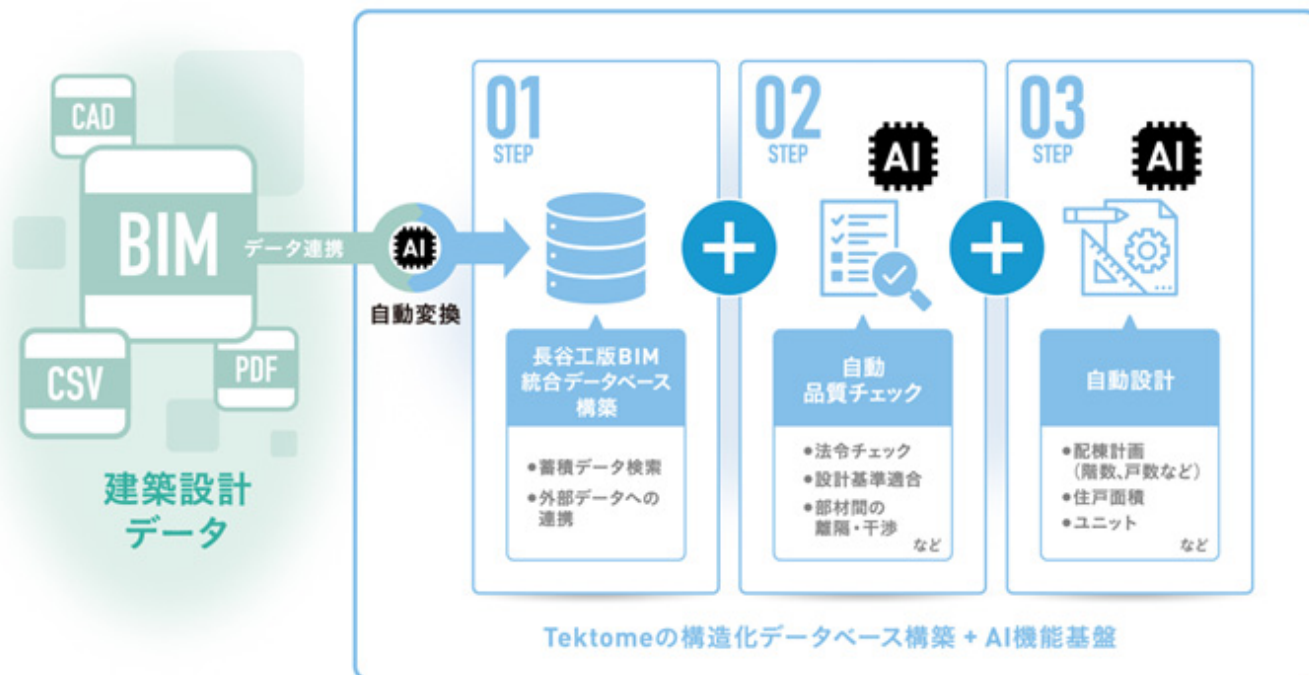 CAD
BIM
CSV
PDF
建築設計
データ
データ連携
AI
自動変換
01
STEP
長谷工版BIM
統合データベース
構築
●蓄積データ検索
●外部データへの
連携
02
STEP
AI
自動
品質チェック
●法令チェック
●設計基準適合
●部材間の
離隔・干渉
など
03
STEP
AI
自動設計
●配棟計画
(階数、戸数など)
●住戸面積
●ユニット
など
Tektomeの構造化データベース構築 + AI機能基盤